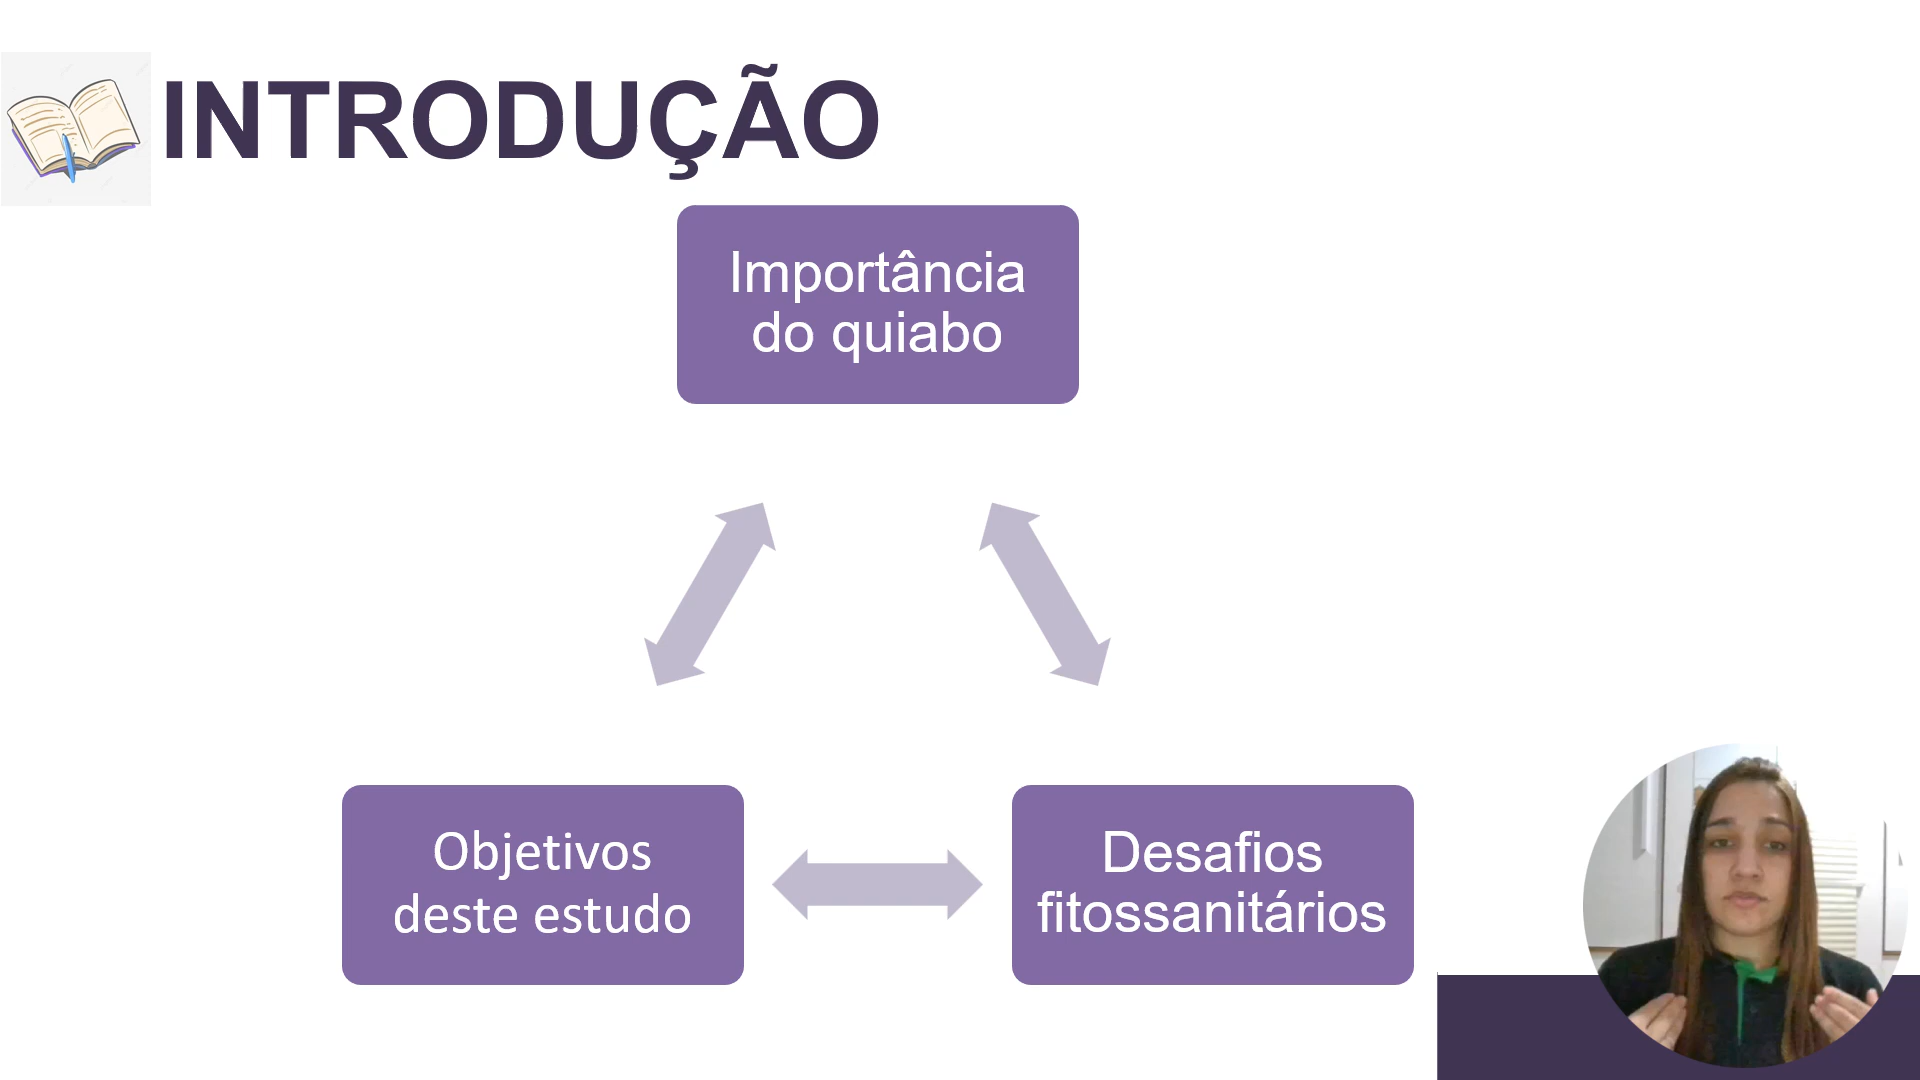 INTRODUÇÃO
Importância
do quiabo
Objetivos
deste estudo
Desafios
fitossanitários